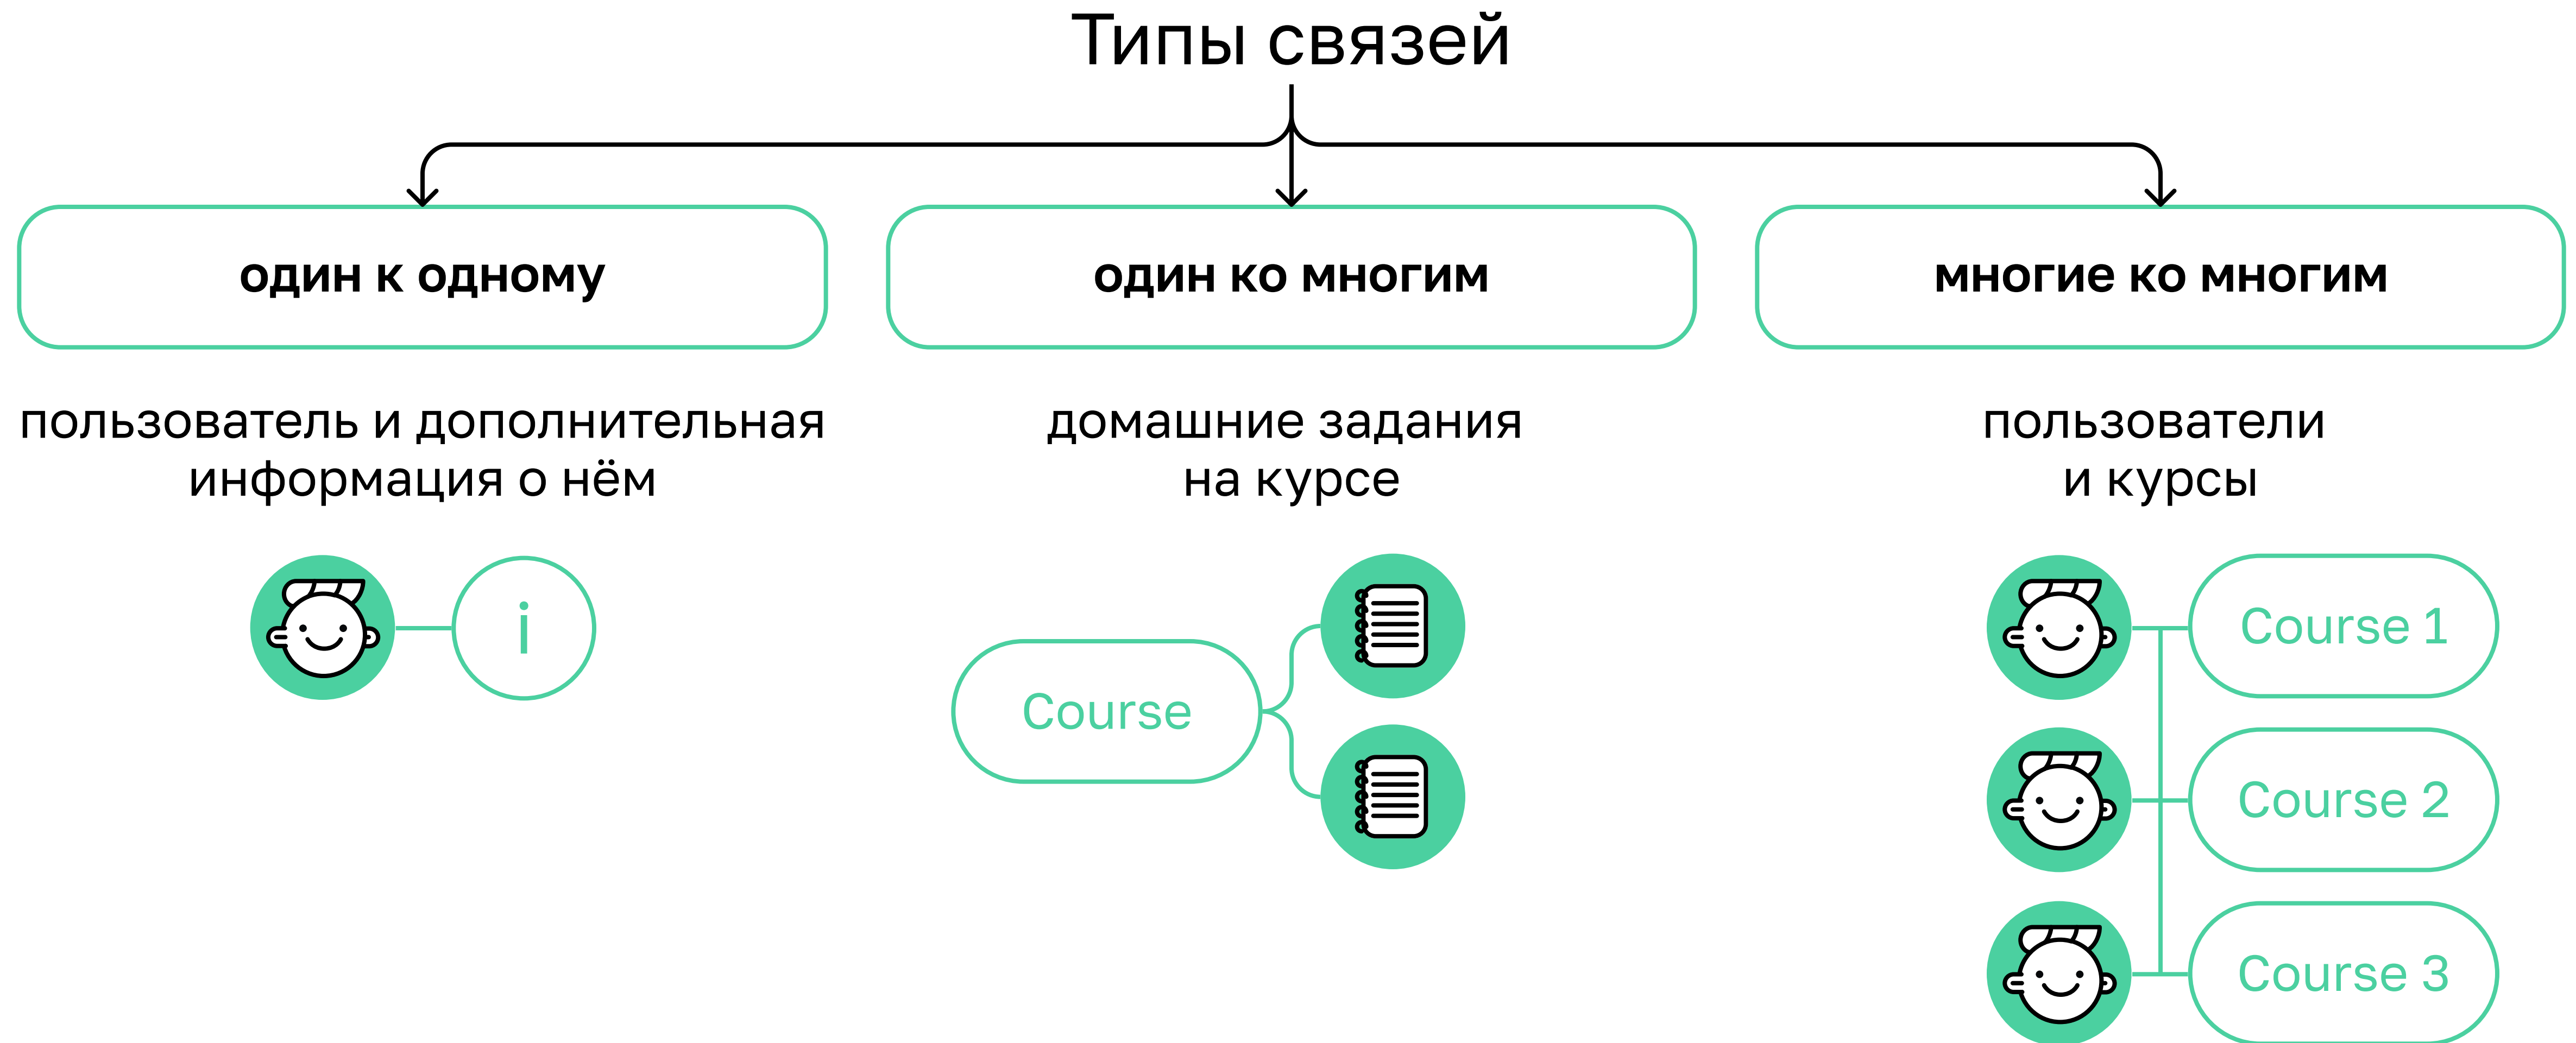 Типы связей
один к одному
один ко многим
многие ко многим
пользователь и дополнительная
информация о нём
домашние задания
на курсе
пользователи
и курсы
i
Course
Course 1
Course 2
Course 3